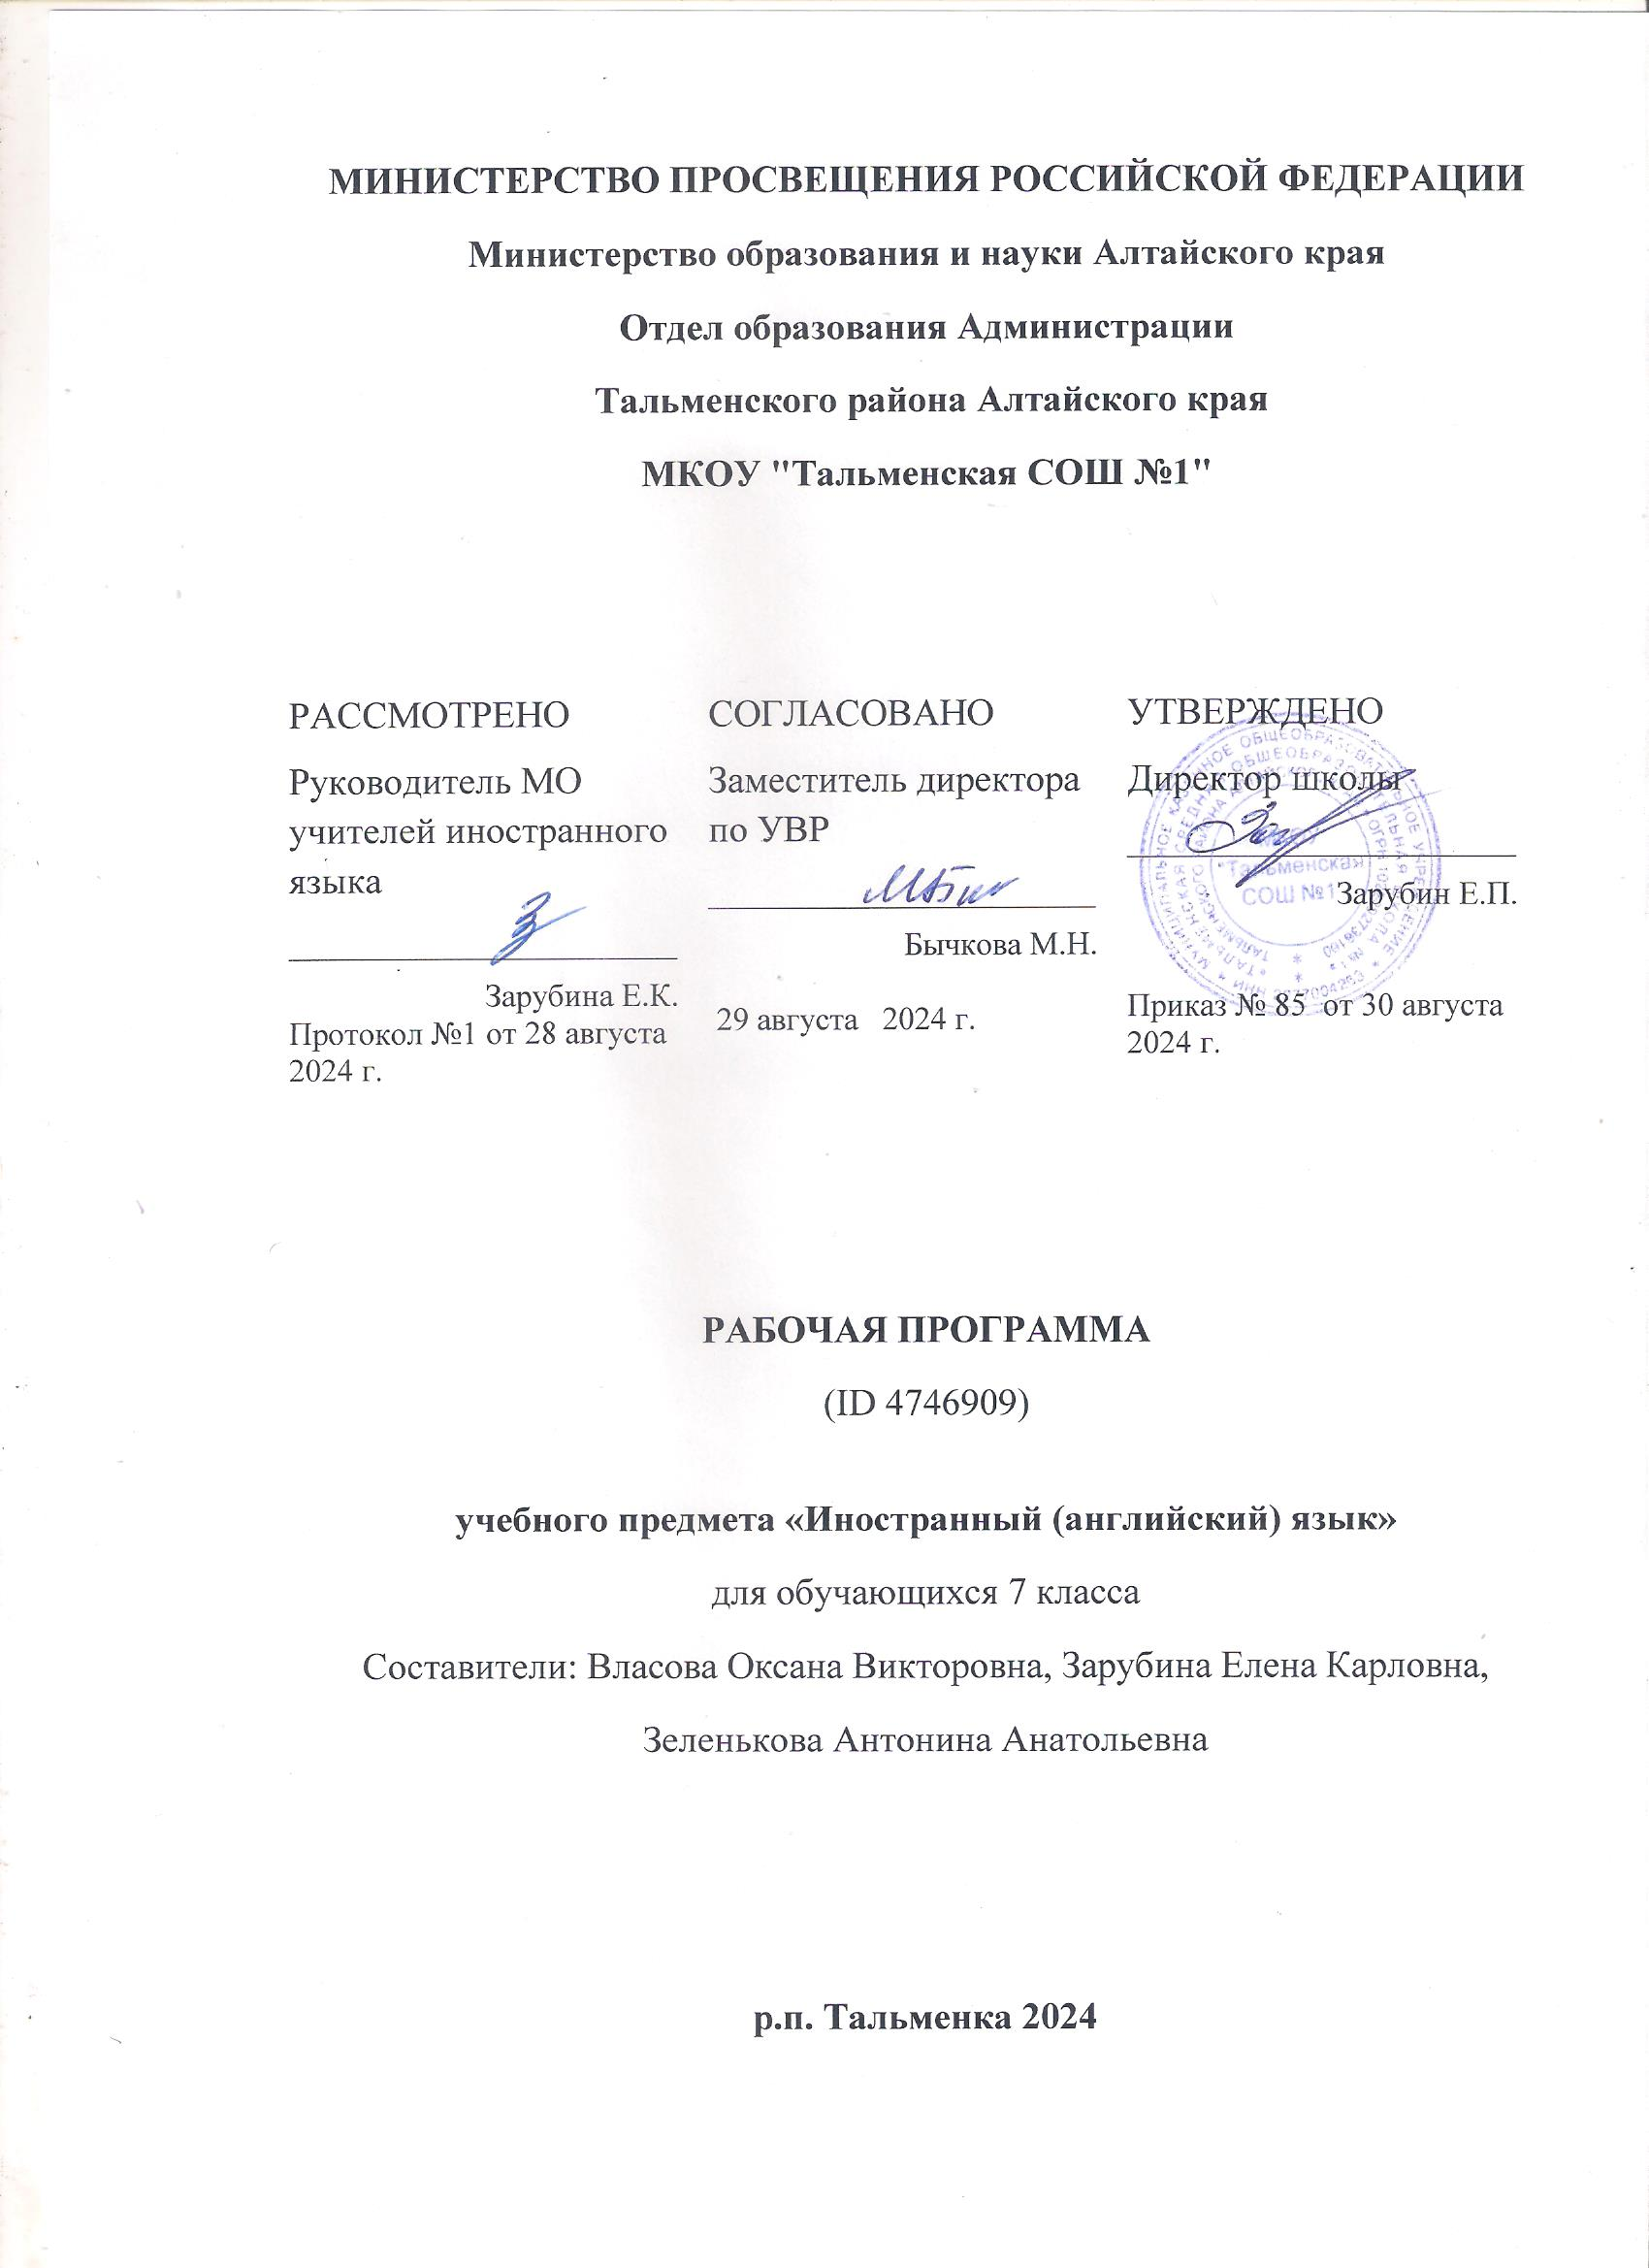 МИНИСТЕРСТВО ПРОСВЕЩЕНИЯ РОССИЙСКОЙ ФЕДЕРАЦИИ
Министерство образования и науки Алтайского края
Отдел образования Администрации
Тальменского района Алтайского края
МКОУ "Тальменская СОШ №1"
РАССМОТРЕНО
Руководитель МО
учителей иностранного
языка
Зарубина Е.К.
Протокол №1 от 28 августа
2024 г.
СОГЛАСОВАНО
Заместитель директора
по УВР
Бычкова М.Н.
29 августа 2024 г.
УТВЕРЖДЕНО
Директор школы
"Тальменская
СОШ №1"
Зарубин Е.П.
Приказ № 85 от 30 августа
2024 г.
РАБОЧАЯ ПРОГРАММА
(ID 4746909)
учебного предмета «Иностранный (английский) язык»
для обучающихся 7 класса
Составители: Власова Оксана Викторовна, Зарубина Елена Карловна,
Зеленькова Антонина Анатольевна
р.п. Тальменка 2024